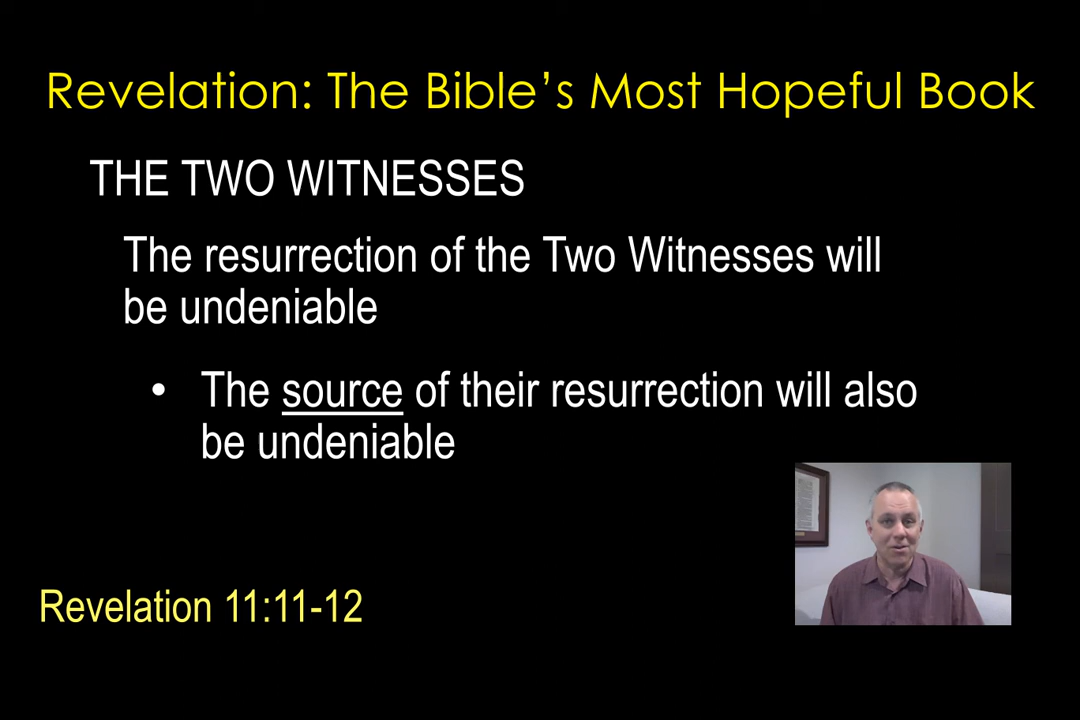 Revelation: The Bible’s Most Hopeful Book
THE TWO WITNESSES
The resurrection of the Two Witnesses will
be undeniable
• The source of their resurrection will also
be undeniable
Revelation 11:11-12